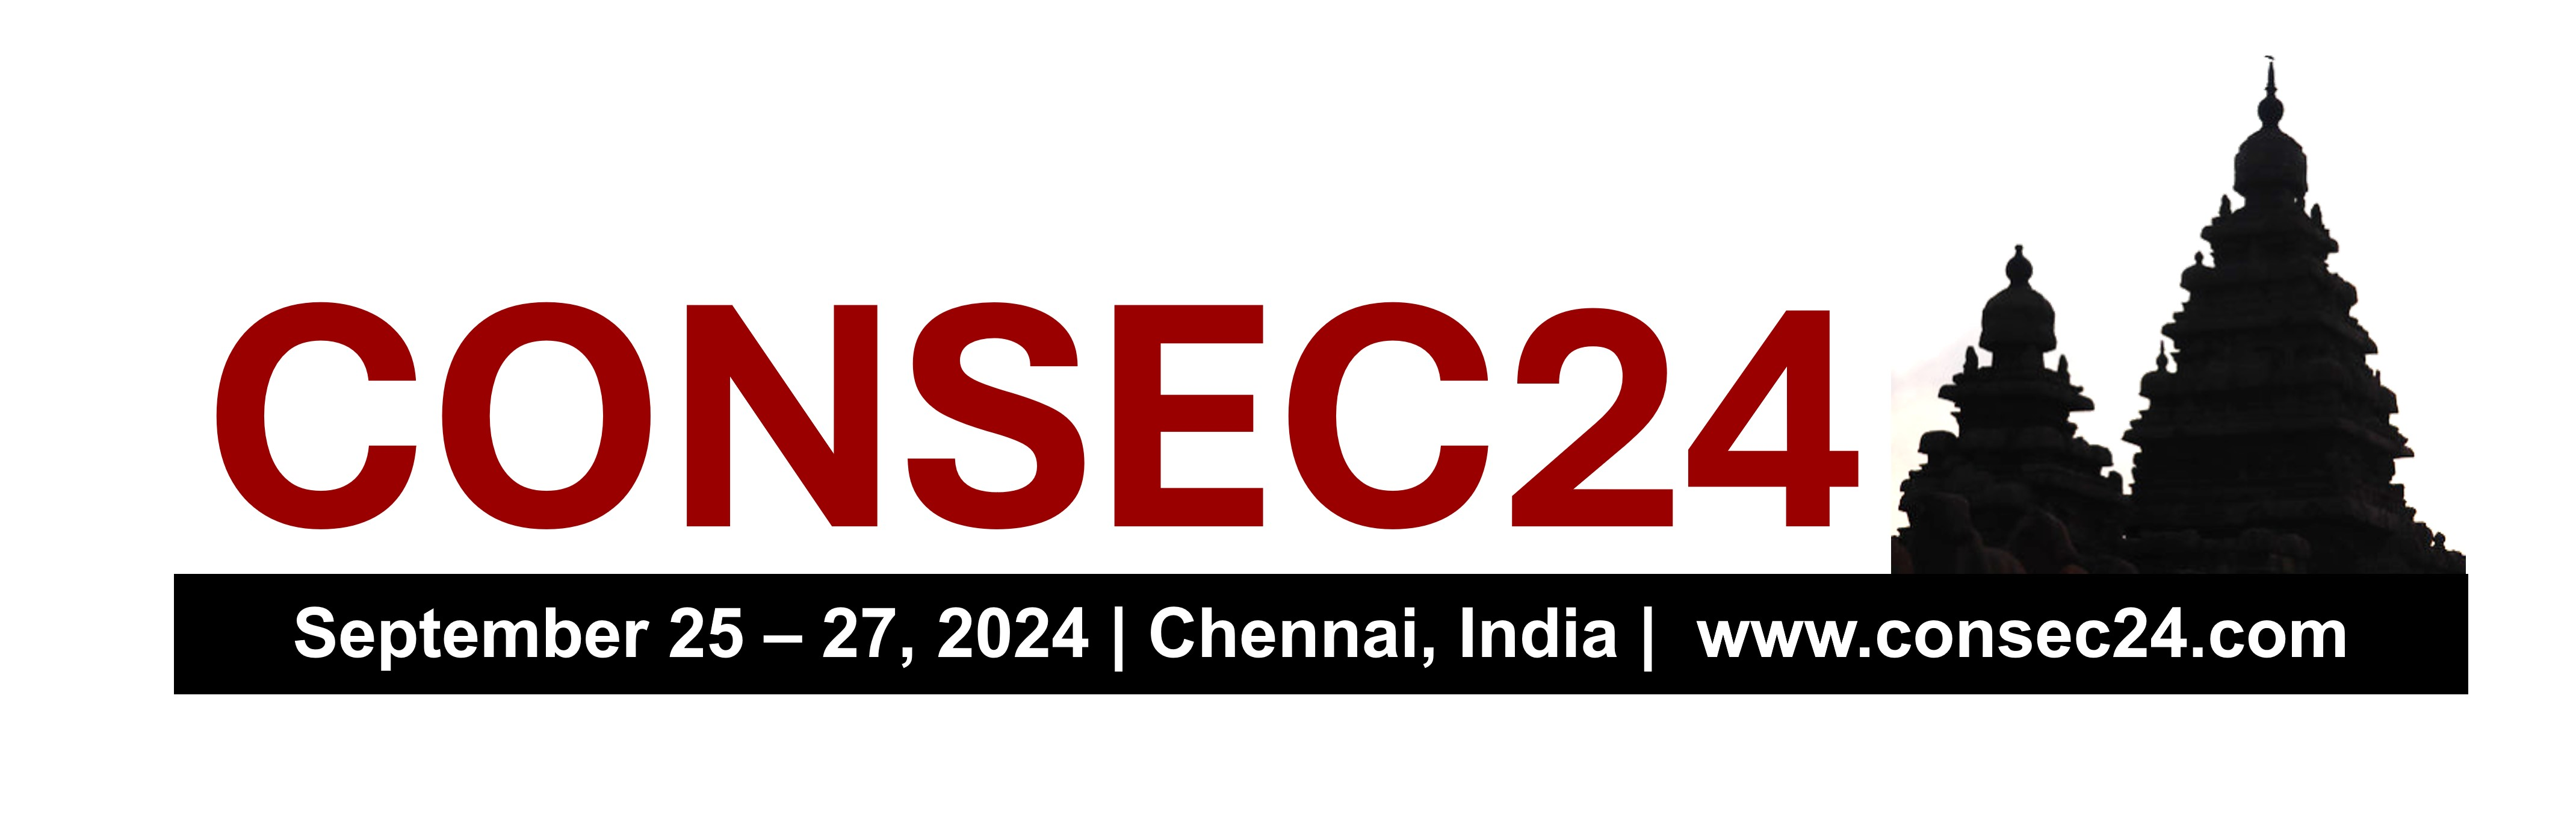 CONSEC24
September 25 – 27, 2024 | Chennai, India | www.consec24.com